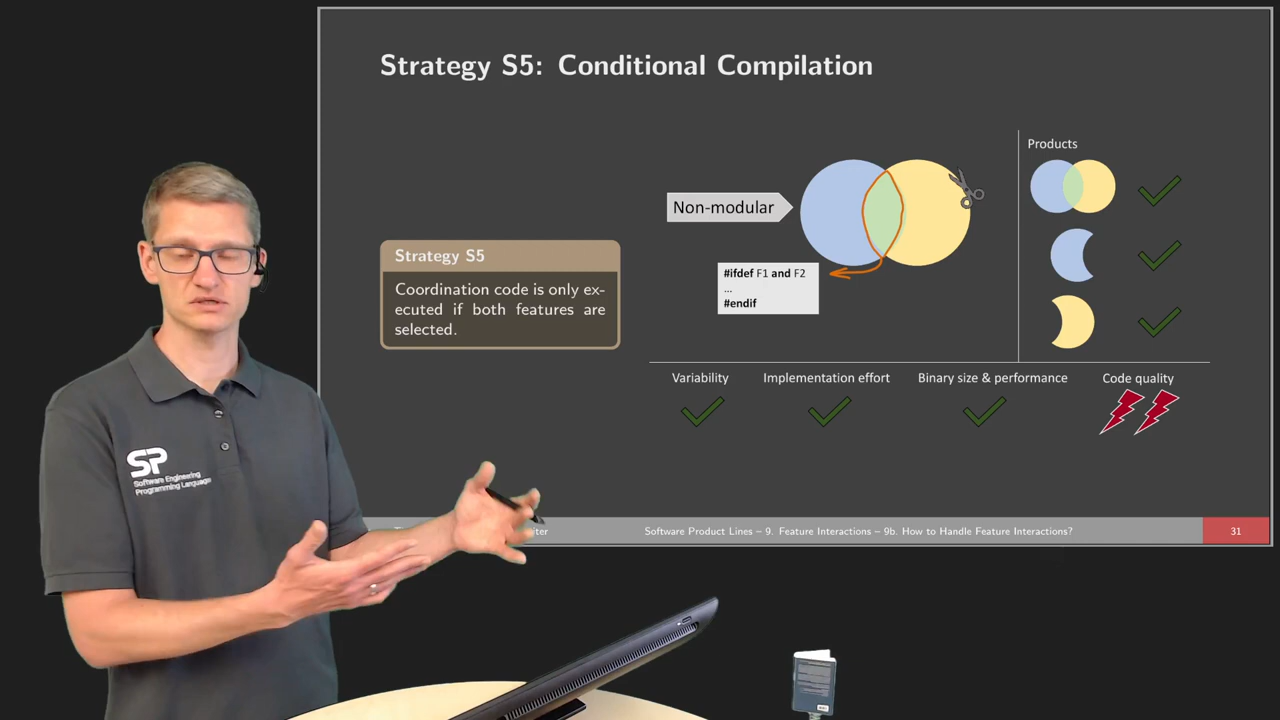 Strategy S5: Conditional Compilation
Products
Non-modular
Strategy S5
Coordination code is only ex-
ecuted if both features are
selected.
#ifdef F1 and F2
...
#endif
Variability
Implementation effort
Binary size & performance
Code quality
SP
Software Engineering
Programming Language
Software Product Lines – 9. Feature Interactions – 9b. How to Handle Feature Interactions?
31